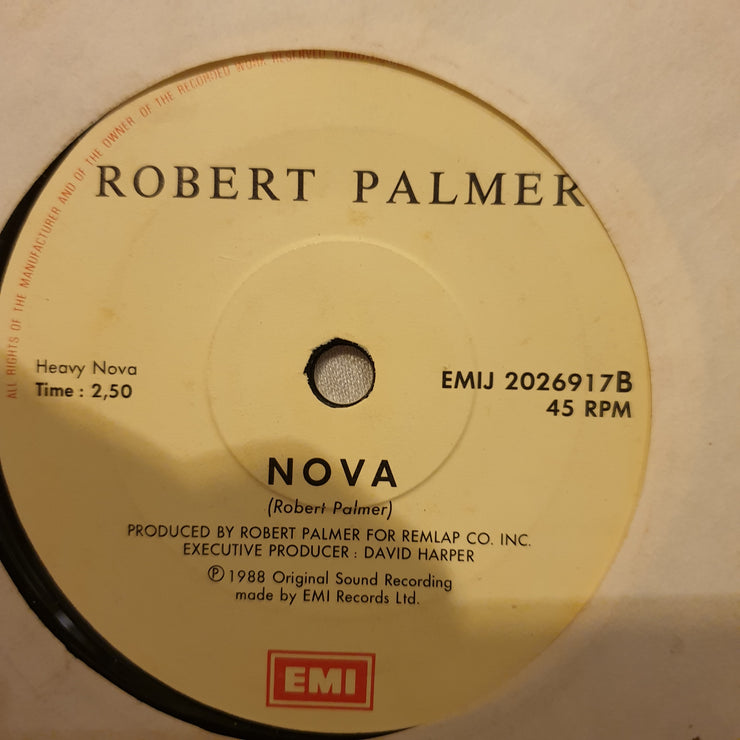 ALL RIGHTS OF THE MANUFACTURER AND OF THE OWNER OF THE RECORDED WORK RESERVED
ROBERT PALMER
Heavy Nova
Time : 2,50
EMIJ 2026917B
45 RPM
NOVA
(Robert Palmer)
PRODUCED BY ROBERT PALMER FOR REMLAP CO. INC.
EXECUTIVE PRODUCER : DAVID HARPER
℗ 1988 Original Sound Recording
made by EMI Records Ltd.
EMI